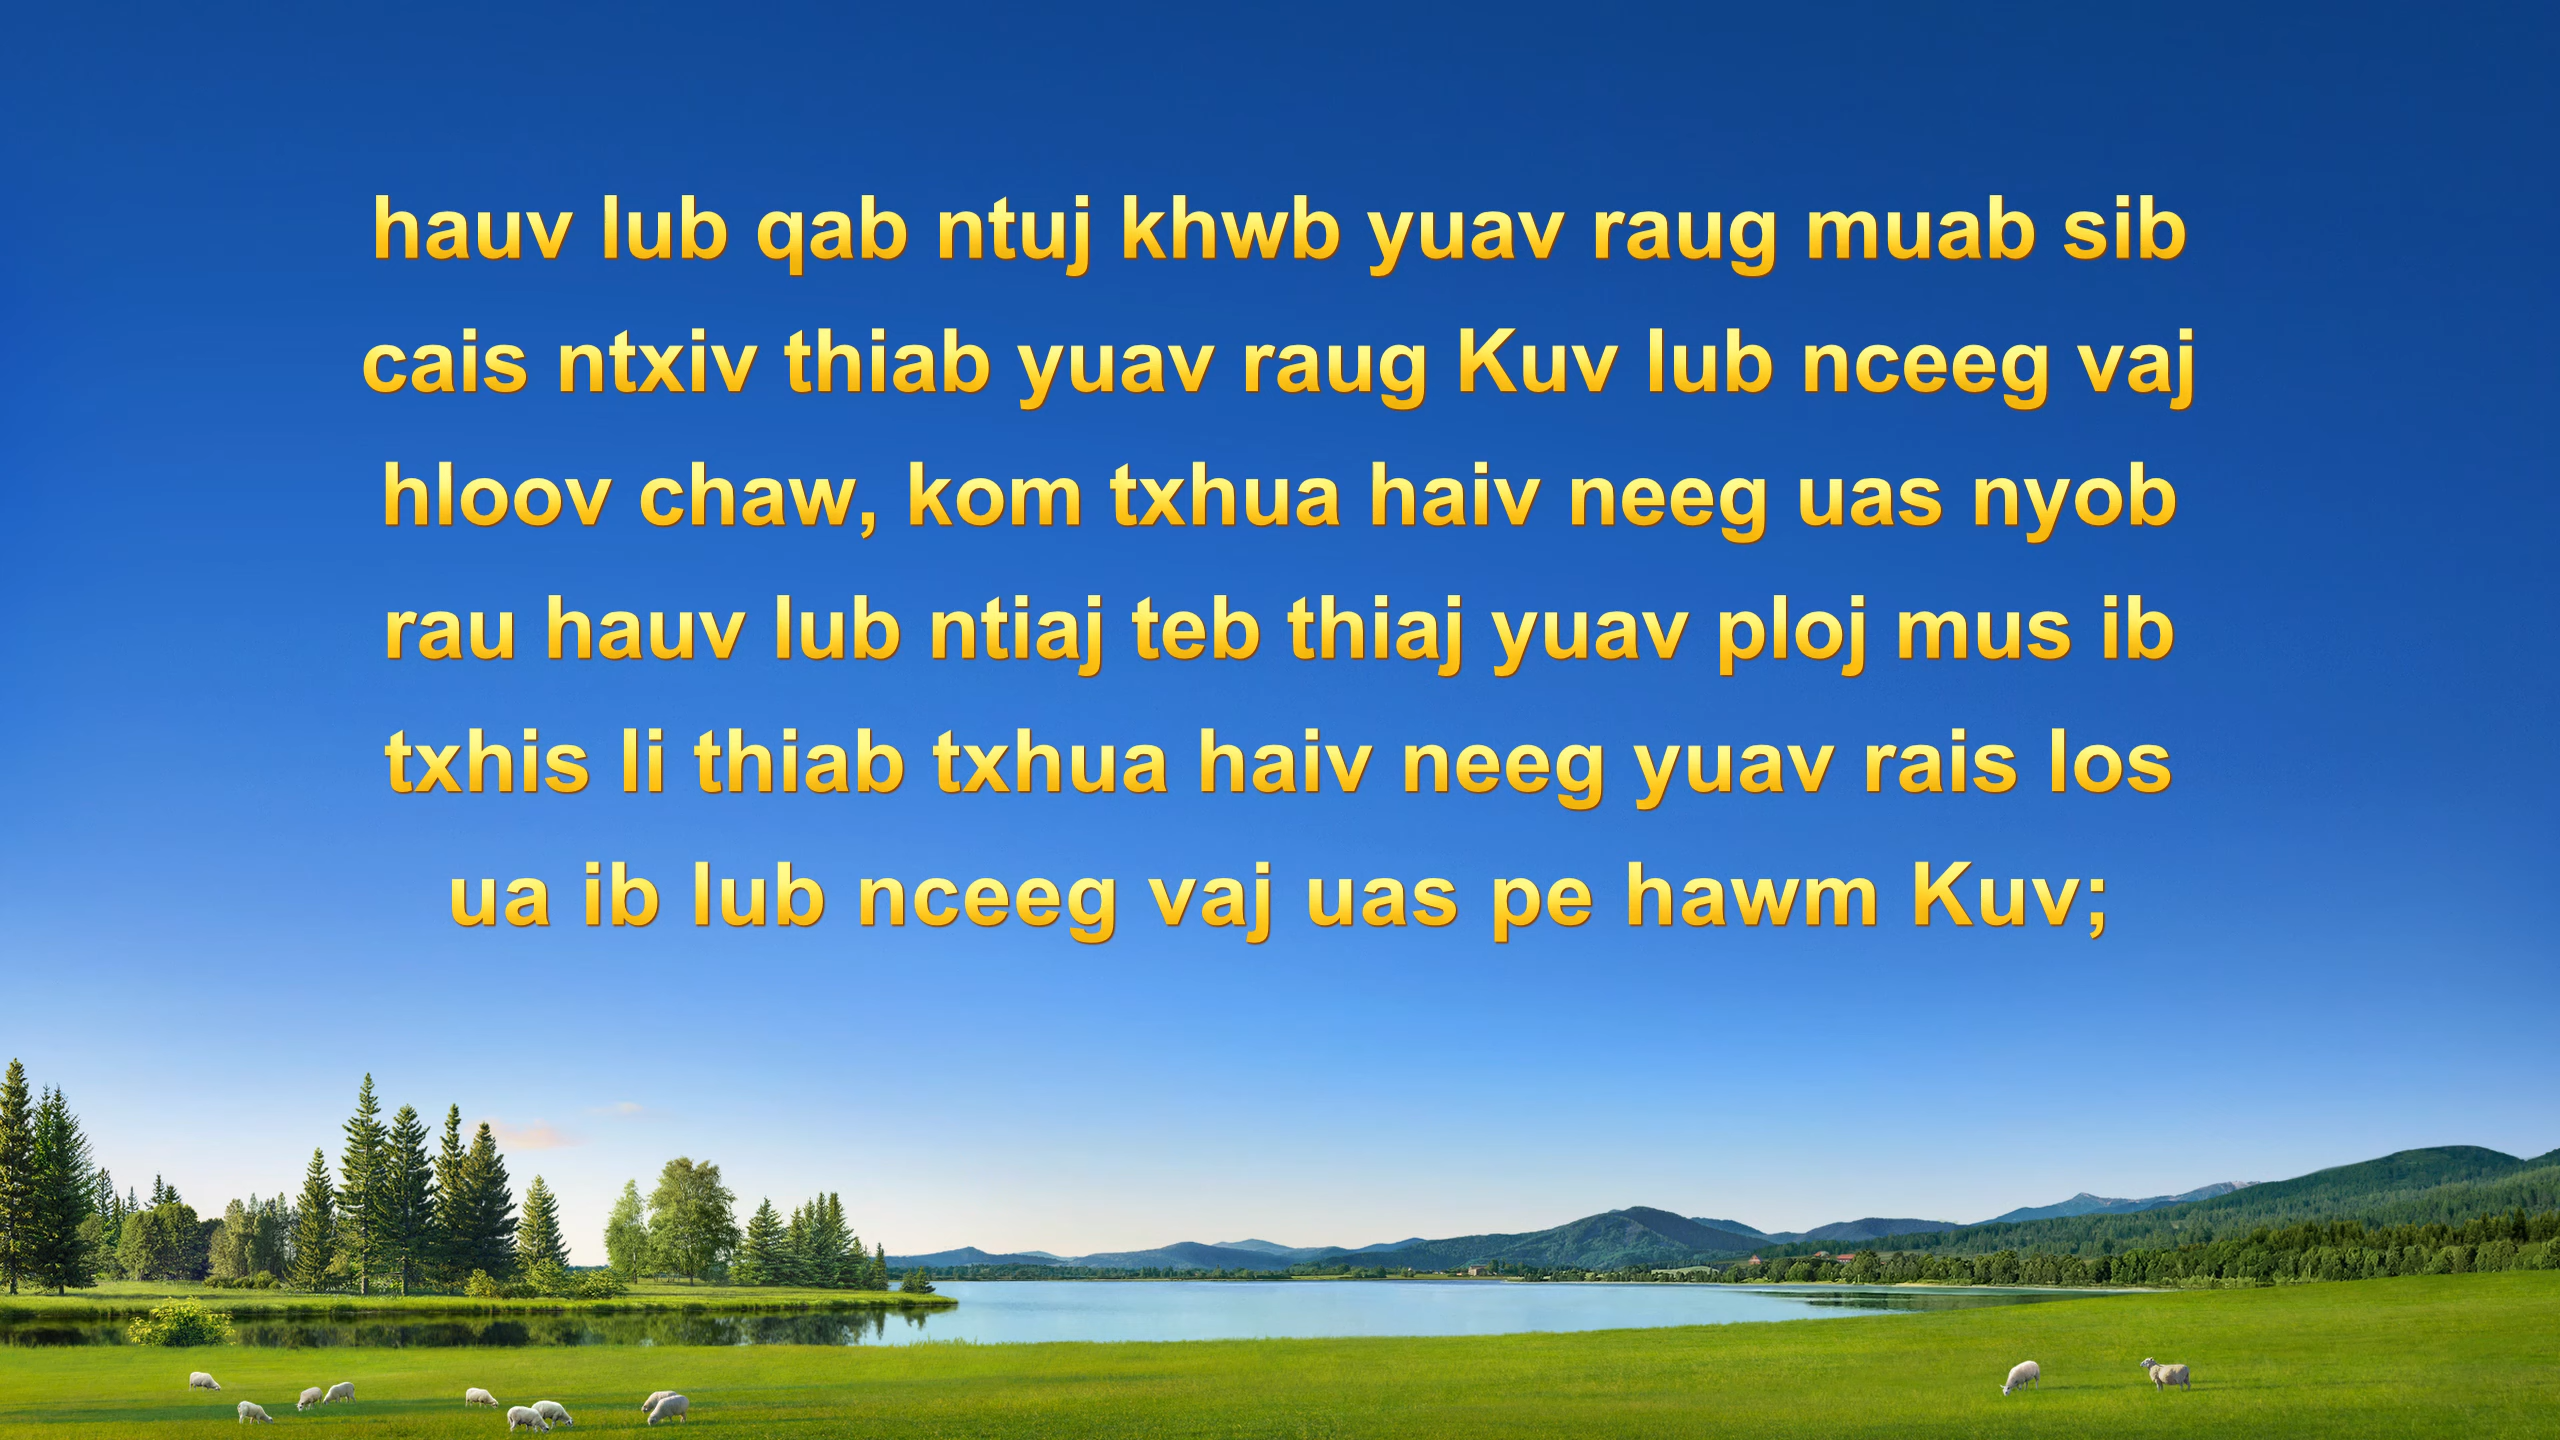 hauv lub qab ntuj khwb yuav raug muab sib
cais ntxiv thiab yuav raug Kuv lub nceeg vaj
hloov chaw, kom txhua haiv neeg uas nyob
rau hauv lub ntiaj teb thiaj yuav ploj mus ib
txhis li thiab txhua haiv neeg yuav rais los
ua ib lub nceeg vaj uas pe hawm Kuv;